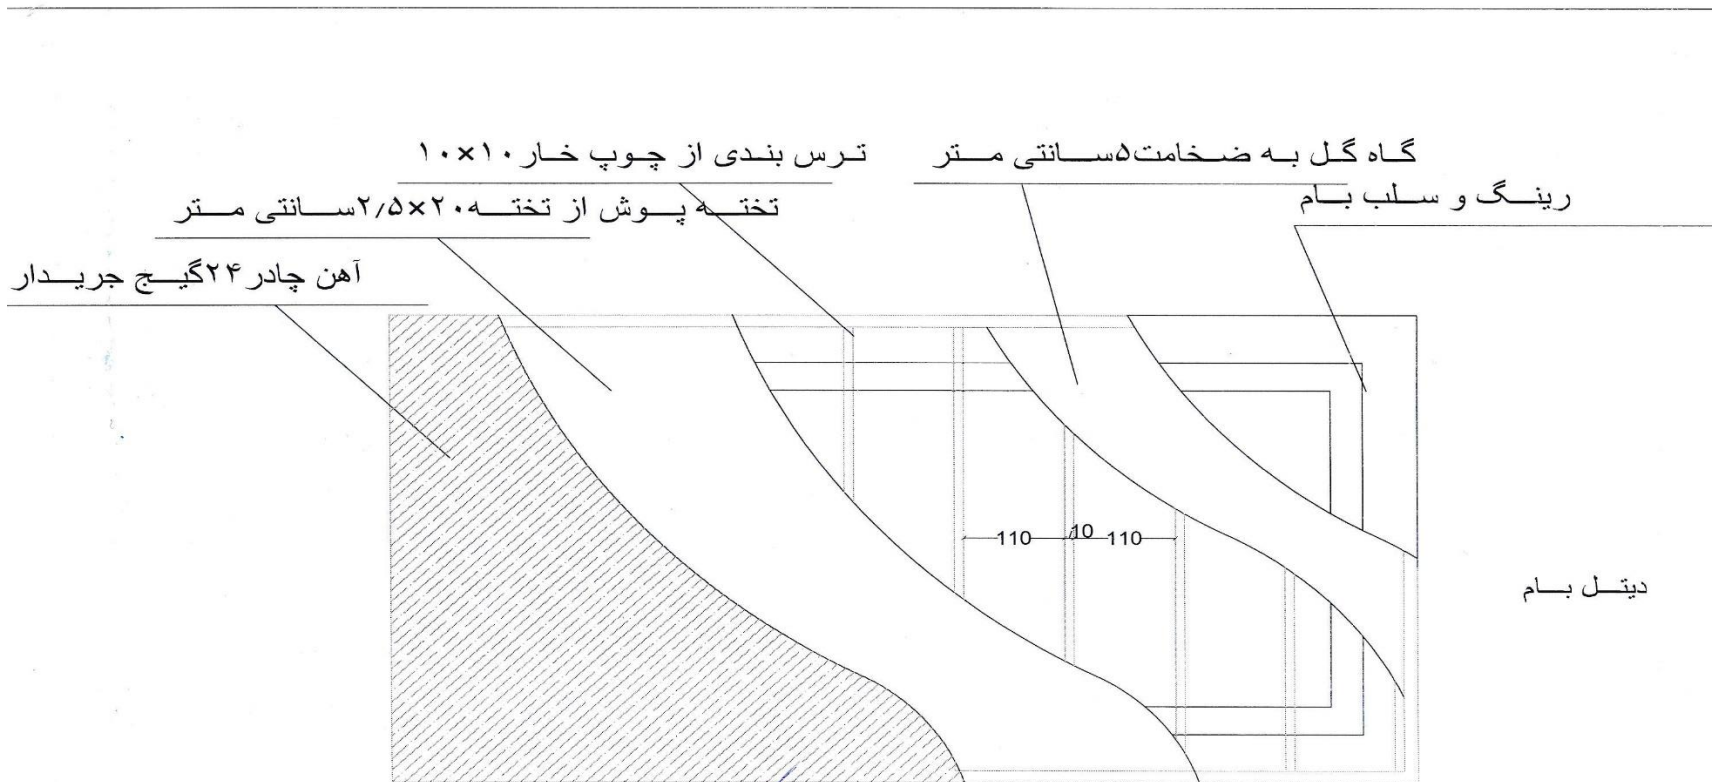 گاه گل به ضخامت۵سانتی متر
ترس بندی از چوپ خار۱۰×۱۰
رینگ و سلب بام
تخته پوش از تخته۲۰×۲٫۵سانتی متر
آهن چادر۲۴گیج جریدار
110 10 110
دیتل بام